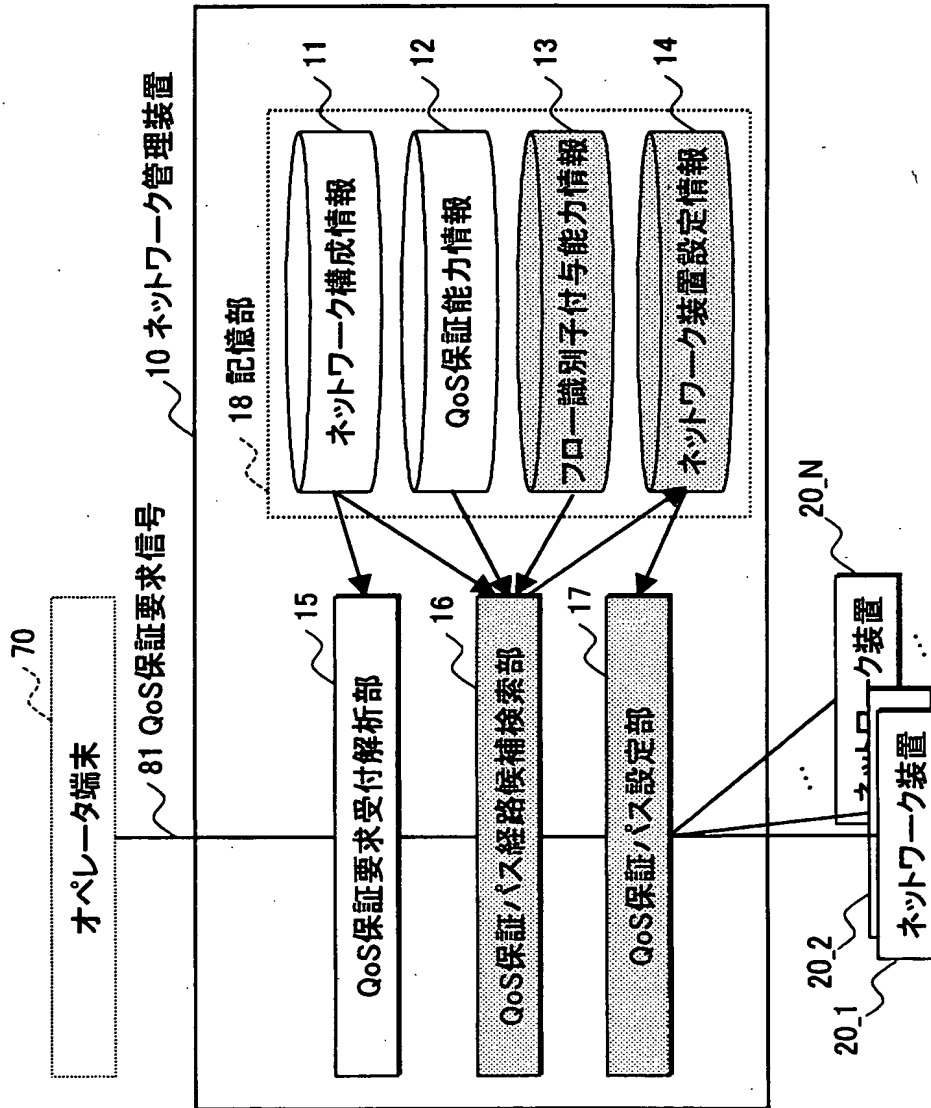 70
オペレータ端末
81 QoS保証要求信号
10 ネットワーク管理装置
18 記憶部
15
QoS保証要求受付解析部
ネットワーク構成情報
11
QoS保証能力情報
12
16
QoS保証パス経路候補検索部
フロー識別子付与能力情報
13
17
QoS保証パス設定部
ネットワーク装置設定情報
14
20_N
ネットワーク装置
…
…
20_2
20_1
ネットワーク装置